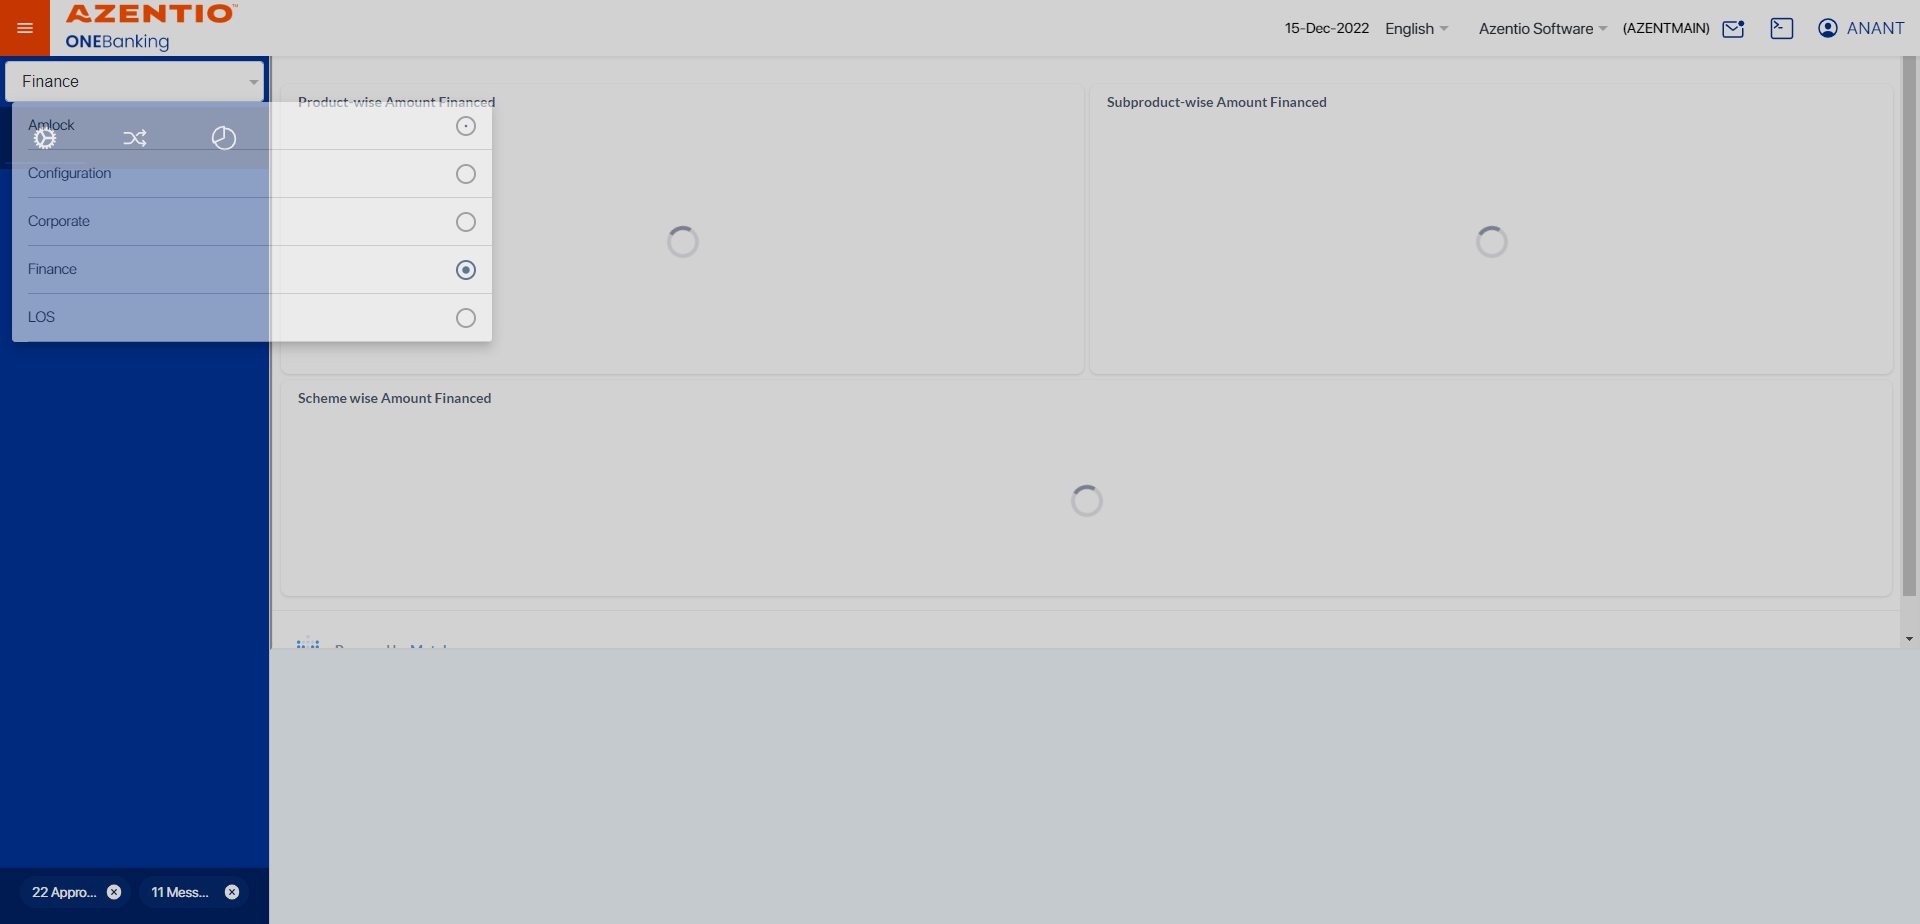 AZENTIO™
ONEBanking
15-Dec-2022 English Azentio Software (AZENTMAIN) ANANT
Finance
Product-wise Amount Financed
Subproduct-wise Amount Financed
Amlock
Configuration
Corporate
Finance
LOS
Scheme wise Amount Financed
22 Appro... 11 Mess...